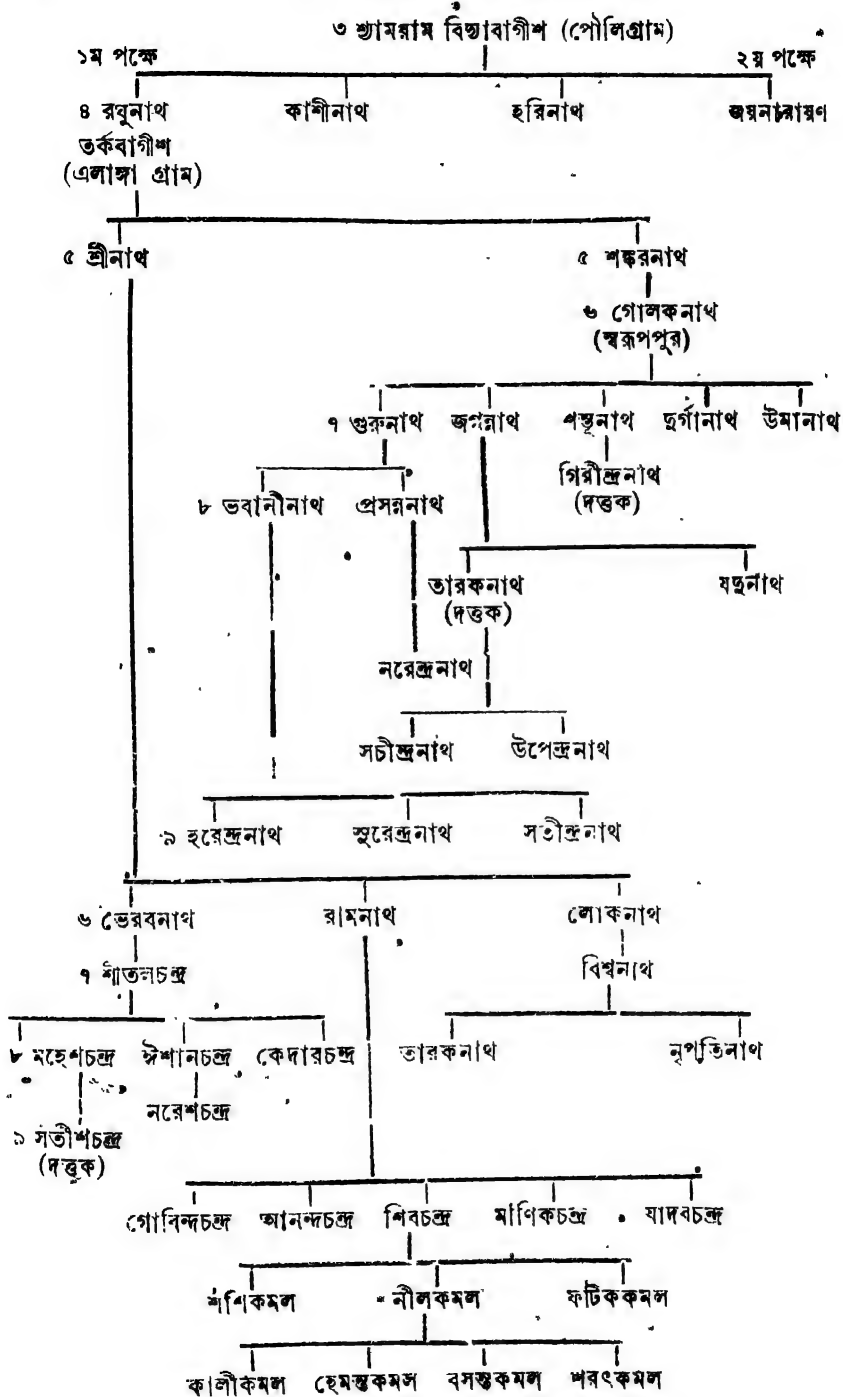 ৩ শ্যামরাম বিদ্যাবাগীশ (পৌলিগ্রাম)
১ম পক্ষে ২য় পক্ষে
৪ রঘুনাথ কাশীনাথ হরিনাথ জয়নারায়ণ
তর্কবাগীশ
(এলাঙ্গা গ্রাম)
৫ শ্রীনাথ ৫ শঙ্করনাথ
৬ গোলকনাথ
(স্বরূপপুর)
৭ গুরুনাথ জগন্নাথ শম্ভূনাথ দুর্গানাথ উমানাথ
গিরীন্দ্রনাথ
(দত্তক)
৮ ভবানীনাথ প্রসন্ননাথ
তারকনাথ যদুনাথ
(দত্তক)
নরেন্দ্রনাথ
সচীন্দ্রনাথ উপেন্দ্রনাথ
৯ হরেন্দ্রনাথ সুরেন্দ্রনাথ সতীন্দ্রনাথ
৬ ভৈরবনাথ রামনাথ লোকনাথ
৭ শীতলচন্দ্র বিশ্বনাথ
৮ মহেশচন্দ্র ঈশানচন্দ্র কেদারচন্দ্র তারকনাথ নৃপতিনাথ
নরেশচন্দ্র
৯ সতীশচন্দ্র
(দত্তক)
গোবিন্দচন্দ্র আনন্দচন্দ্র শিবচন্দ্র মাণিকচন্দ্র যাদবচন্দ্র
শশিকমল নীলকমল ফটিককমল
কালীকমল হেমন্তকমল বসন্তকমল শরৎকমল